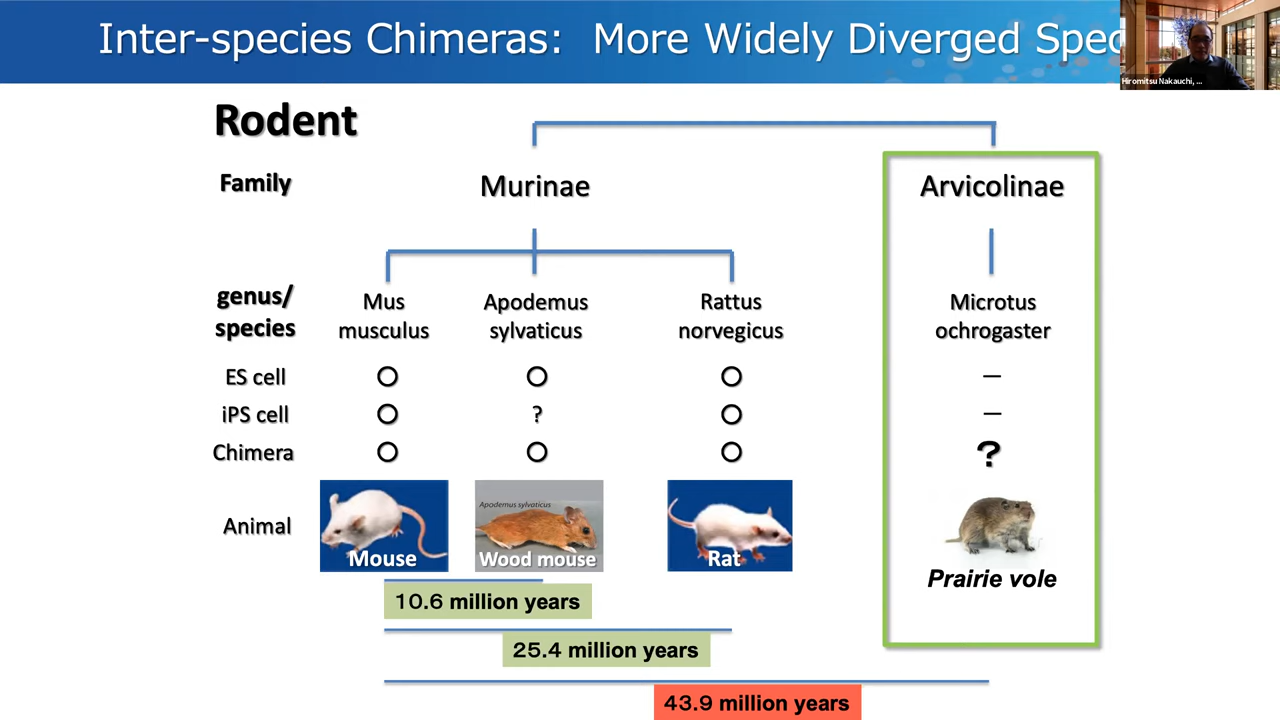 Inter-species Chimeras: More Widely Diverged Spec
Hiromitsu Nakauchi, ...
Rodent
Family Murinae Arvicolinae
genus/
species
Mus
musculus
Apodemus
sylvaticus
Rattus
norvegicus
Microtus
ochrogaster
ES cell ○ ○ ○ –
iPS cell ○ ? ○ –
Chimera ○ ○ ○ ?
Animal
Mouse
Apodemus sylvaticus
Wood mouse
Rat
Prairie vole
10.6 million years
25.4 million years
43.9 million years